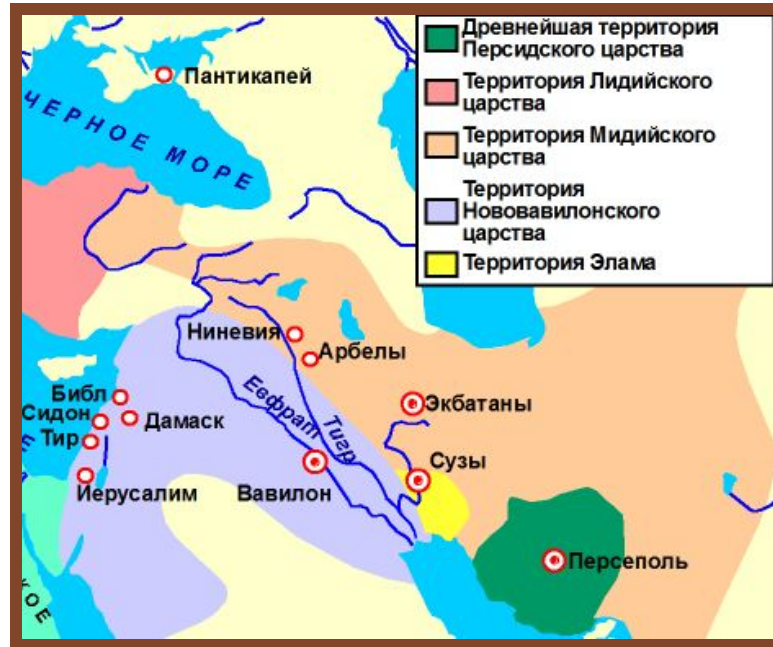 Древнейшая территория
Персидского царства
Территория Лидийского
царства
Территория Мидийского
царства
Территория
Нововавилонского
царства
Территория Элама
Пантикапей
ЧЕРНОЕ МОРЕ
Ниневия
Арбелы
Библ
Сидон
Дамаск
Тир
Иерусалим
Евфрат
Тигр
Вавилон
Экбатаны
Сузы
Персеполь
КОЕ